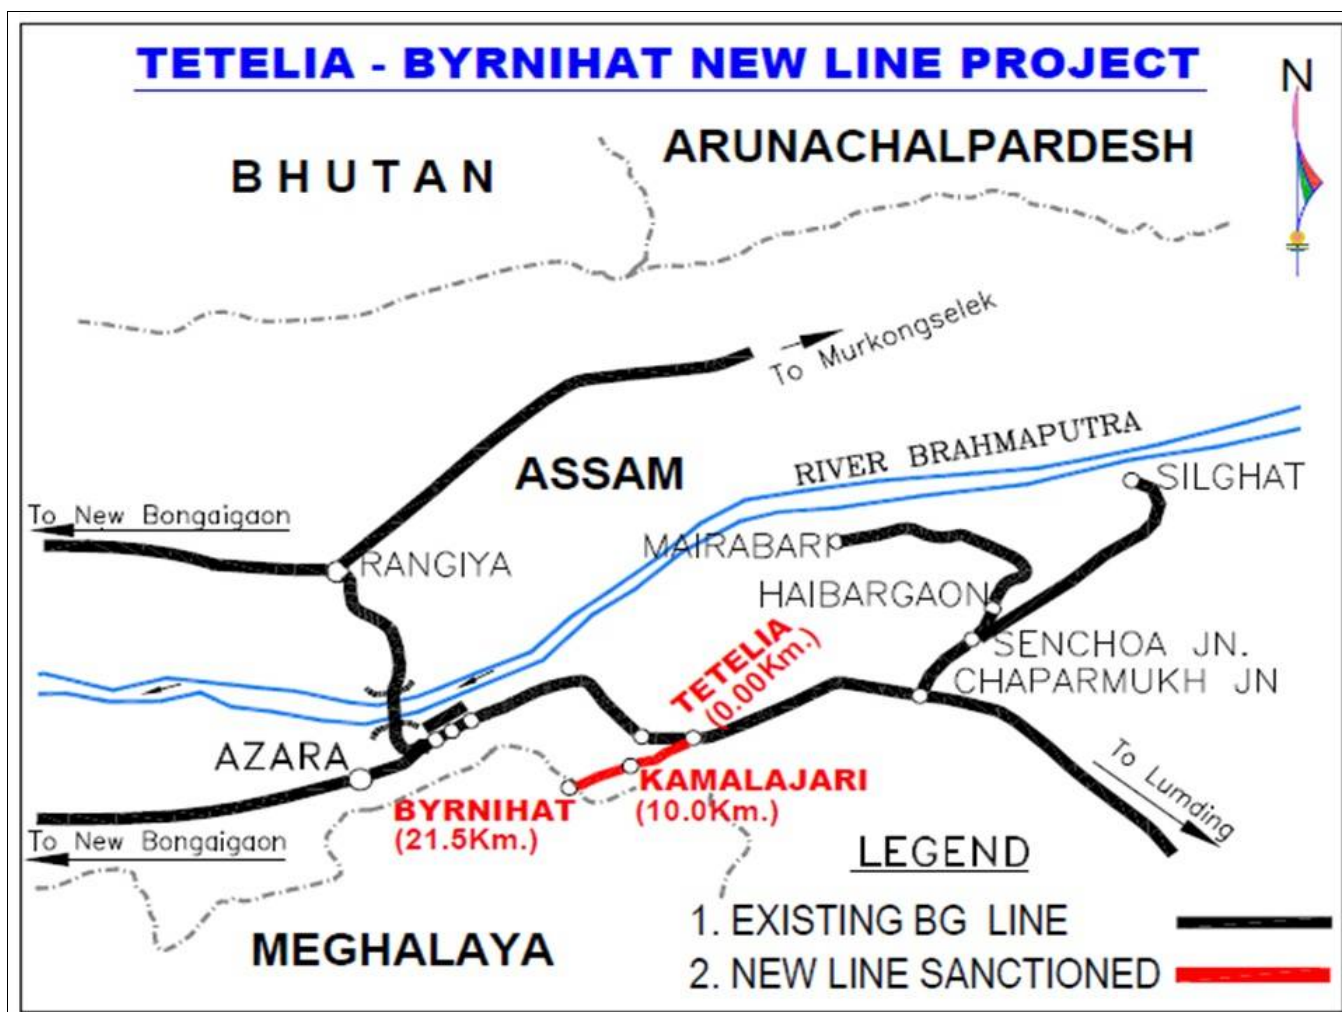 TETELIA - BYRNIHAT NEW LINE PROJECT
N
BHUTAN
ARUNACHALPARDESH
To Murkongselek
ASSAM
RIVER BRAHMAPUTRA
SILGHAT
To New Bongaigaon
RANGIYA
MAIRABARI
HAIBARGAON
TETELIA
(0.00Km.)
SENCHOA JN.
CHAPARMUKH JN
AZARA
KAMALAJARI
(10.0Km.)
BYRNIHAT
(21.5Km.)
To Lumding
To New Bongaigaon
LEGEND
1. EXISTING BG LINE
2. NEW LINE SANCTIONED
MEGHALAYA